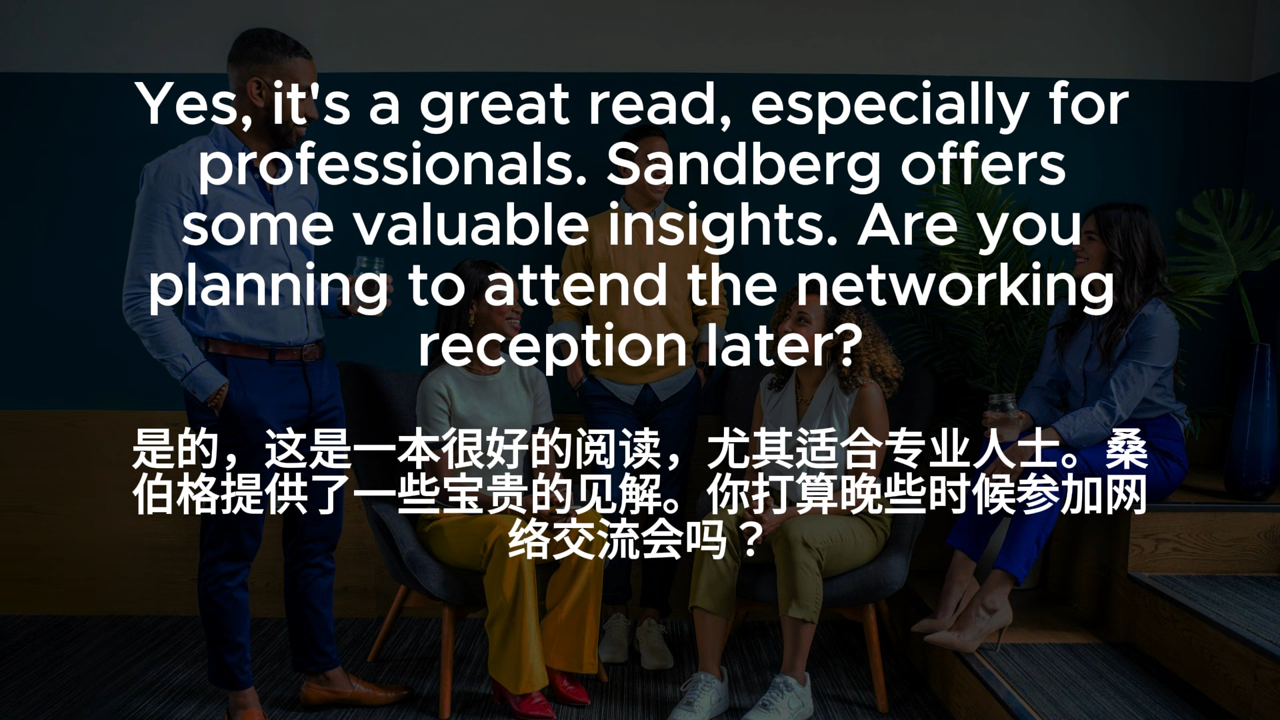 Yes, it's a great read, especially for
professionals. Sandberg offers
some valuable insights. Are you
planning to attend the networking
reception later?
是的，这是一本很好的阅读，尤其适合专业人士。桑
伯格提供了一些宝贵的见解。你打算晚些时候参加网
络交流会吗？